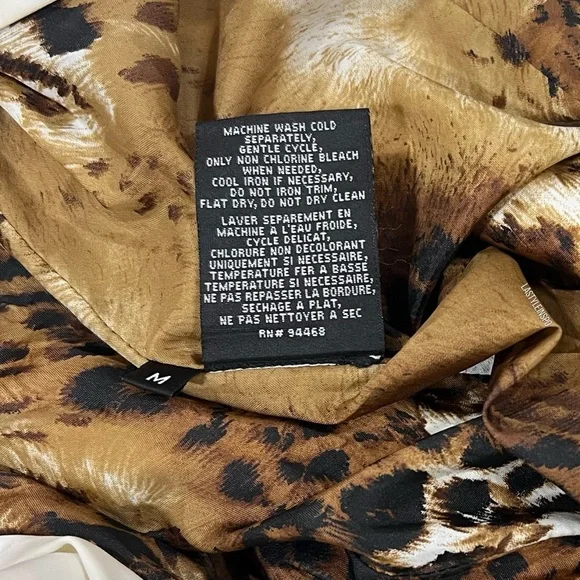 MACHINE WASH COLD
SEPARATELY,
GENTLE CYCLE,
ONLY NON CHLORINE BLEACH
WHEN NEEDED,
COOL IRON IF NECESSARY,
DO NOT IRON TRIM,
FLAT DRY, DO NOT DRY CLEAN
LAVER SEPAREMENT EN
MACHINE A L'EAU FROIDE,
CYCLE DELICAT,
CHLORURE NON DECOLORANT
UNIQUEMENT SI NECESSAIRE,
TEMPERATURE FER A BASSE
TEMPERATURE SI NECESSAIRE,
NE PAS REPASSER LA BORDURE,
SECHAGE A PLAT,
NE PAS NETTOYER A SEC
RN# 94468
M